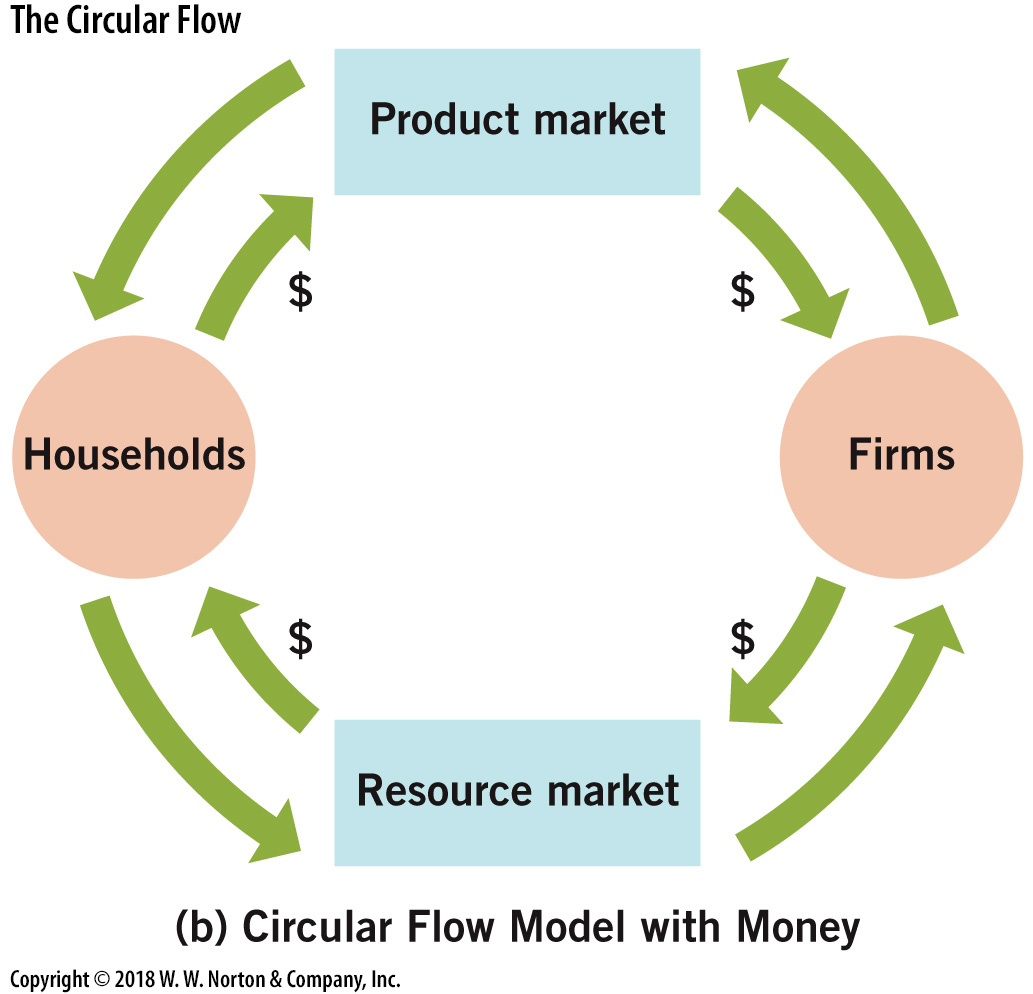 The Circular Flow
Product market
$
$
Households
Firms
$
$
Resource market
(b) Circular Flow Model with Money
Copyright © 2018 W. W. Norton & Company, Inc.